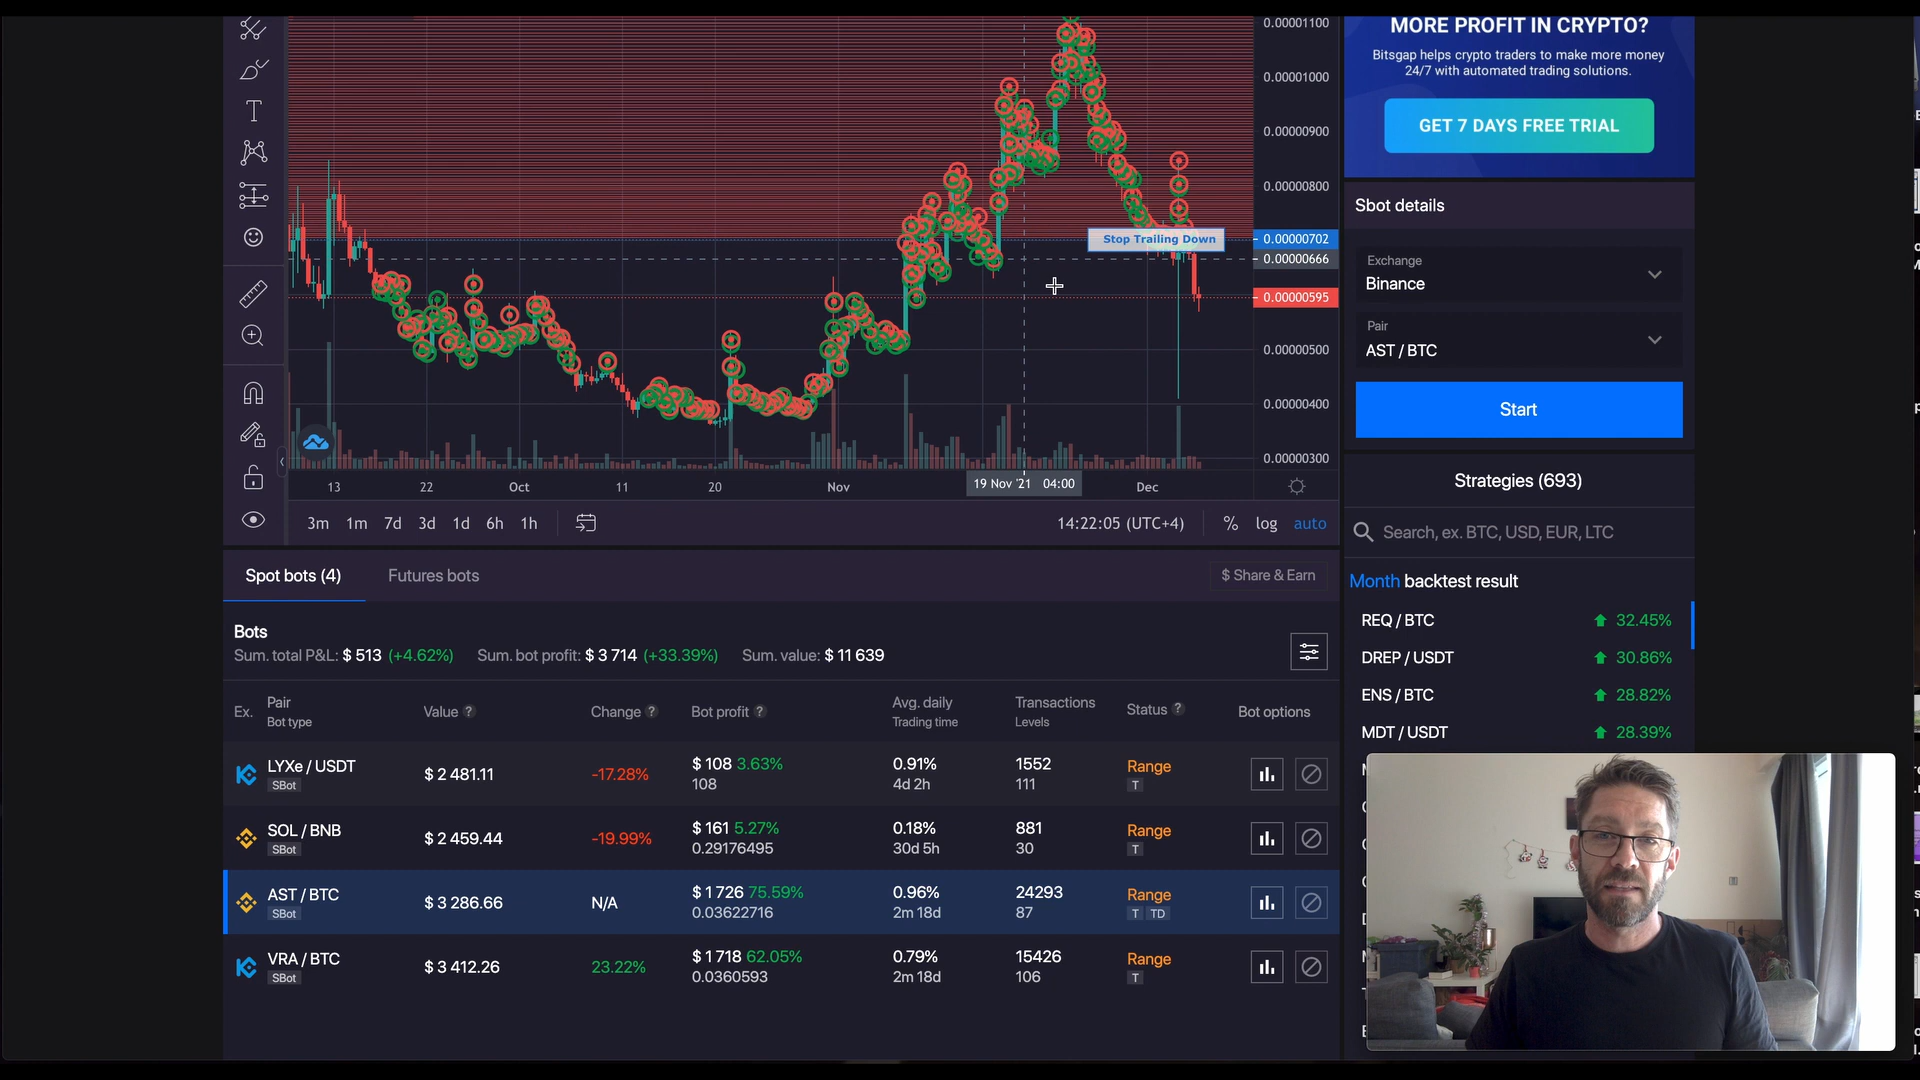 MORE PROFIT IN CRYPTO?
Bitsgap helps crypto traders to make more money
24/7 with automated trading solutions.
GET 7 DAYS FREE TRIAL
0.00001100
0.00001000
0.00000900
0.00000800
Stop Trailing Down
0.00000702
0.00000666
0.00000595
0.00000500
0.00000400
0.00000300
13
22
Oct
11
20
Nov
19 Nov '21 04:00
Dec
3m 1m 7d 3d 1d 6h 1h
14:22:05 (UTC+4)
% log auto
Sbot details
Exchange
Binance
Pair
AST / BTC
Start
Strategies (693)
Search, ex. BTC, USD, EUR, LTC
Month backtest result
REQ / BTC 32.45%
DREP / USDT 30.86%
ENS / BTC 28.82%
MDT / USDT 28.39%
Spot bots (4) Futures bots
$ Share & Earn
Bots
Sum. total P&L: $ 513 (+4.62%) Sum. bot profit: $ 3 714 (+33.39%) Sum. value: $ 11 639
Ex.
Pair
Bot type
Value ?
Change ?
Bot profit ?
Avg. daily
Trading time
Transactions
Levels
Status ?
Bot options
LYXe / USDT
SBot
$ 2 481.11
-17.28%
$ 108 3.63%
108
0.91%
4d 2h
1552
111
Range
T
SOL / BNB
SBot
$ 2 459.44
-19.99%
$ 161 5.27%
0.29176495
0.18%
30d 5h
881
30
Range
T
AST / BTC
SBot
$ 3 286.66
N/A
$ 1 726 75.59%
0.03622716
0.96%
2m 18d
24293
87
Range
T TD
VRA / BTC
SBot
$ 3 412.26
23.22%
$ 1 718 62.05%
0.0360593
0.79%
2m 18d
15426
106
Range
T